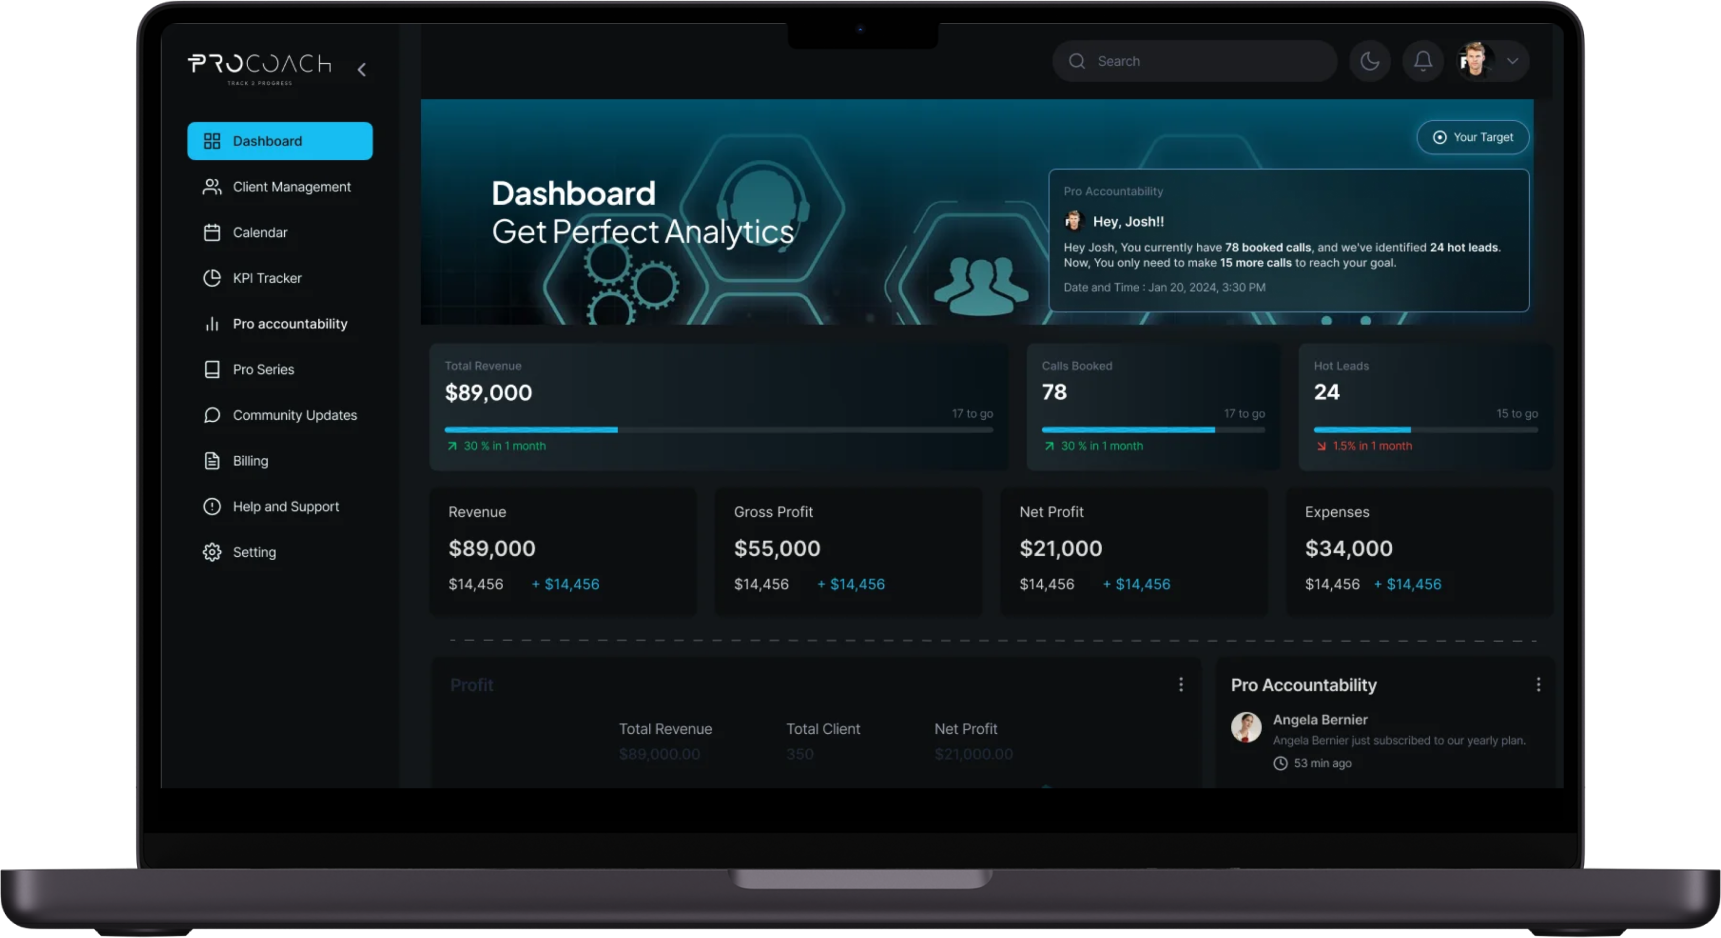 PROCOACH
TRACK 2 PROGRESS
Dashboard
Client Management
Calendar
KPI Tracker
Pro accountability
Pro Series
Community Updates
Billing
Help and Support
Setting
Search
Your Target
Dashboard
Get Perfect Analytics
Pro Accountability
Hey, Josh!!
Hey Josh, You currently have 78 booked calls, and we've identified 24 hot leads.
Now, You only need to make 15 more calls to reach your goal.
Date and Time : Jan 20, 2024, 3:30 PM
Total Revenue
$89,000
17 to go
30 % in 1 month
Calls Booked
78
17 to go
30 % in 1 month
Hot Leads
24
15 to go
1.5% in 1 month
Revenue
$89,000
$14,456 + $14,456
Gross Profit
$55,000
$14,456 + $14,456
Net Profit
$21,000
$14,456 + $14,456
Expenses
$34,000
$14,456 + $14,456
Profit
Total Revenue
$89,000.00
Total Client
350
Net Profit
$21,000.00
Pro Accountability
Angela Bernier
Angela Bernier just subscribed to our yearly plan.
53 min ago